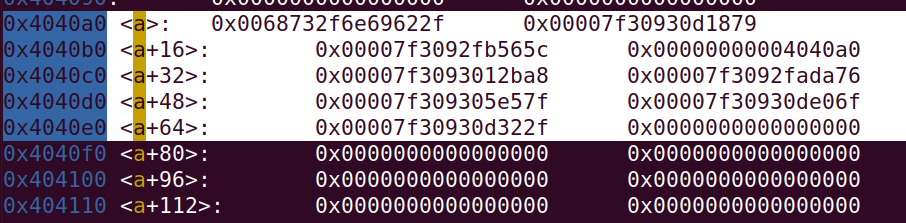 0x4040a0 <a>: 0x0068732f6e69622f 0x00007f30930d1879
0x4040b0 <a+16>: 0x00007f3092fb565c 0x00000000004040a0
0x4040c0 <a+32>: 0x00007f3093012ba8 0x00007f3092fada76
0x4040d0 <a+48>: 0x00007f309305e57f 0x00007f30930de06f
0x4040e0 <a+64>: 0x00007f30930d322f 0x0000000000000000
0x4040f0 <a+80>: 0x0000000000000000 0x0000000000000000
0x404100 <a+96>: 0x0000000000000000 0x0000000000000000
0x404110 <a+112>: 0x0000000000000000 0x0000000000000000